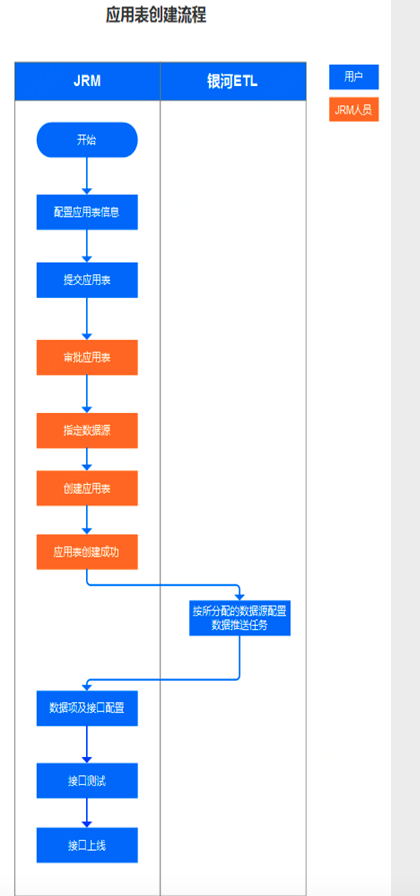 应用表创建流程
JRM
银河ETL
用户
JRM人员
开始
配置应用表信息
提交应用表
审批应用表
指定数据源
创建应用表
应用表创建成功
按所分配的数据源配置
数据推送任务
数据项及接口配置
接口测试
接口上线